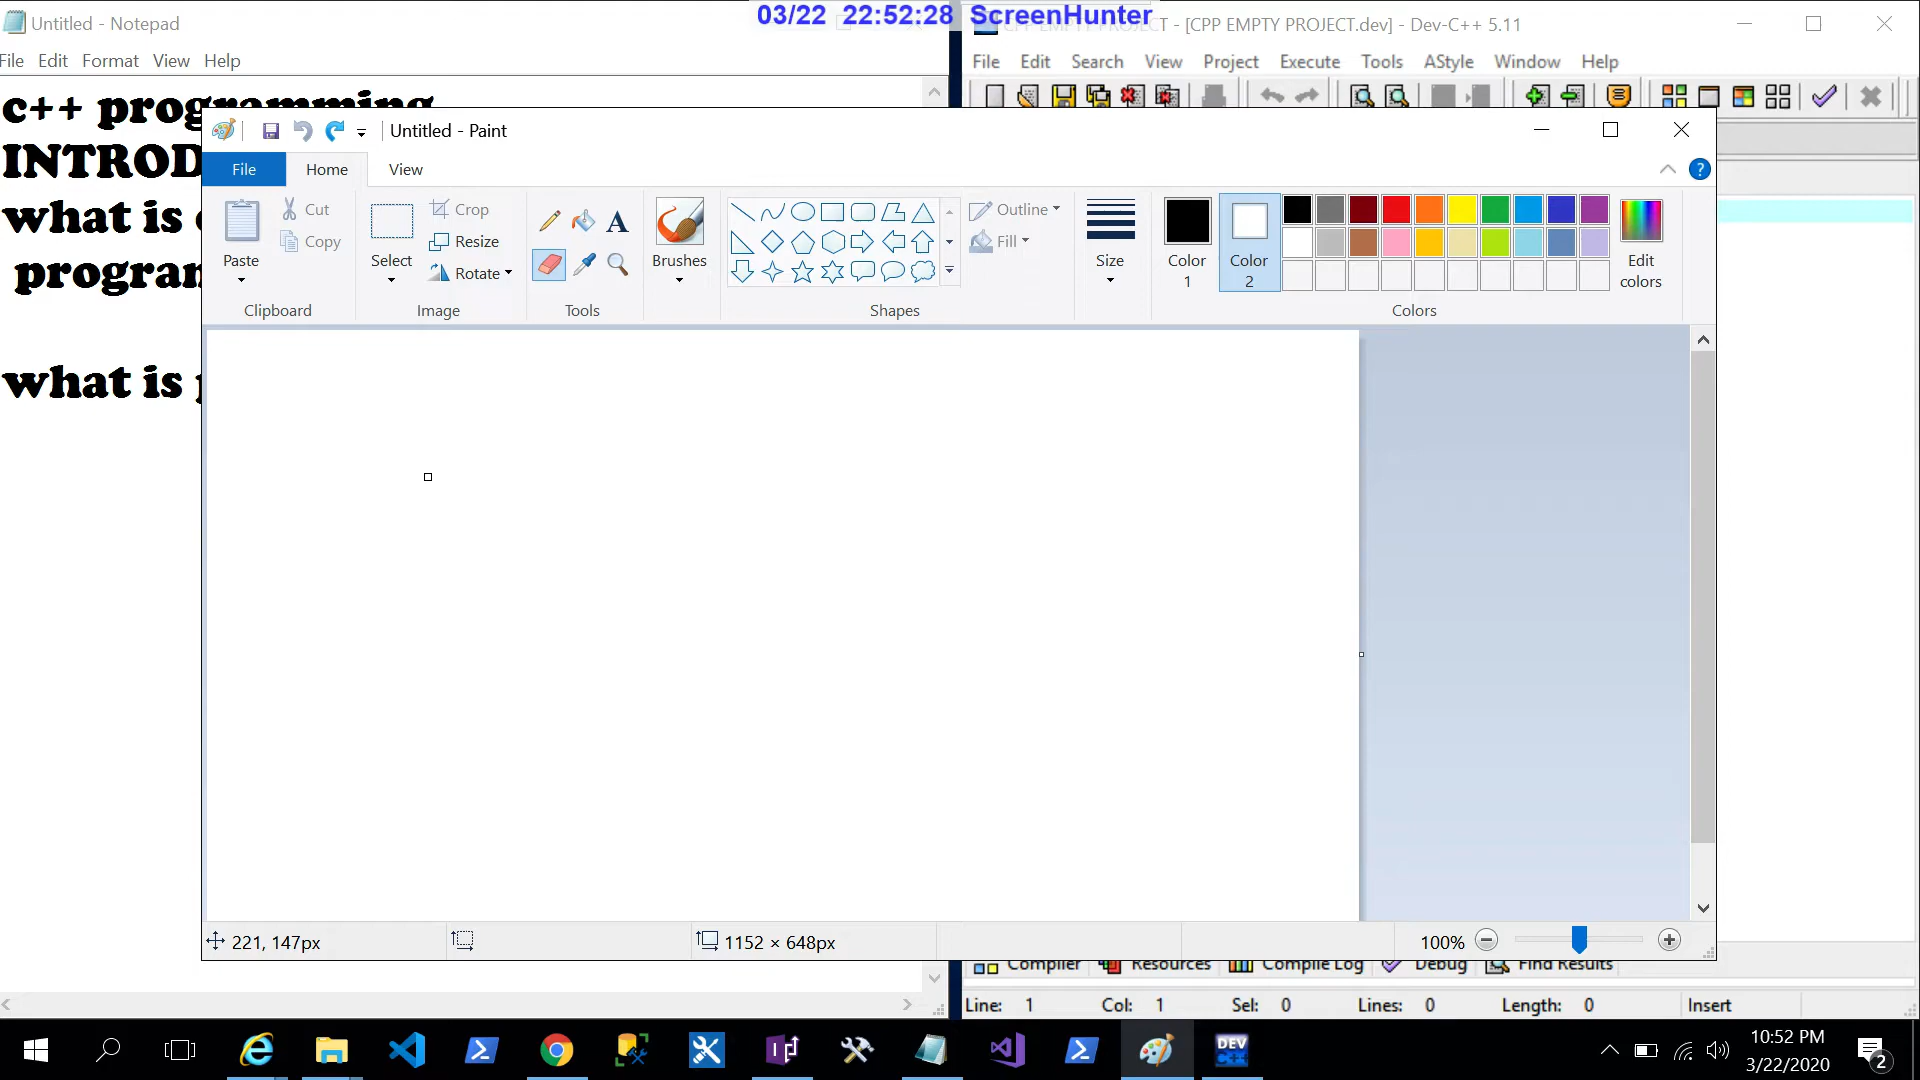 03/22 22:52:28 ScreenHunter
Untitled - Notepad
File Edit Format View Help
c++ programming
INTROD
what is
program
what is
[CPP EMPTY PROJECT.dev] - Dev-C++ 5.11
File Edit Search View Project Execute Tools AStyle Window Help
Untitled - Paint
File Home View
Paste
Cut
Copy
Clipboard
Select
Crop
Resize
Rotate
Image
A
Tools
Brushes
Shapes
Outline
Fill
Size
Color
1
Color
2
Edit
colors
Colors
221, 147px
1152 × 648px
100%
Compiler Resources Compile Log Debug Find Results
Line: 1 Col: 1 Sel: 0 Lines: 0 Length: 0 Insert
DEV
C++
10:52 PM
3/22/2020
2